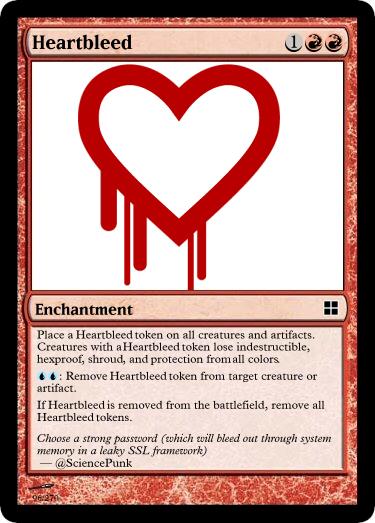 Heartbleed 1
Enchantment
Place a Heartbleed token on all creatures and artifacts.
Creatures with a Heartbleed token lose indestructible,
hexproof, shroud, and protection from all colors.
: Remove Heartbleed token from target creature or
artifact.
If Heartbleed is removed from the battlefield, remove all
Heartbleed tokens.
Choose a strong password (which will bleed out through system
memory in a leaky SSL framework)
— @SciencePunk
96/270